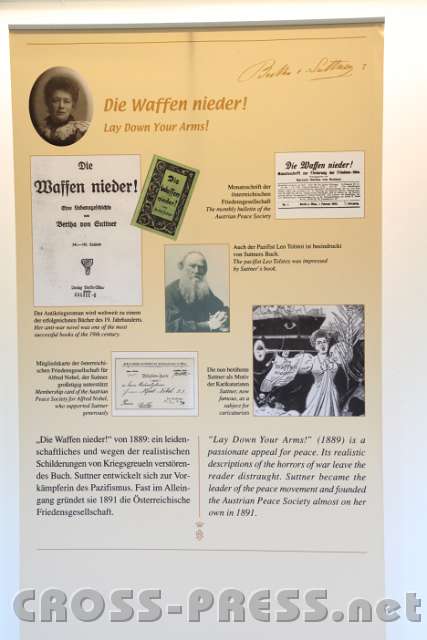 Bertha v. Suttner
Die Waffen nieder!
Lay Down Your Arms!
Die
Waffen nieder!
Eine Lebensgeschichte
von
Bertha von Suttner
Die
Waffen
nieder!
Monatsschrift der
österreichischen
Friedensgesellschaft
The monthly bulletin of the
Austrian Peace Society
Die Waffen nieder!
Auch der Pazifist Leo Tolstoi ist beeindruckt
von Suttners Buch.
The pacifist Leo Tolstoy was impressed
by Suttner's book.
Der Antikriegsroman wird weltweit zu einem
der erfolgreichsten Bücher des 19. Jahrhunderts.
Her anti-war novel was one of the most
successful books of the 19th century.
Mitgliedskarte der österreichi-
schen Friedensgesellschaft für
Alfred Nobel, der Suttner
großzügig unterstützt
Membership card of the Austrian
Peace Society for Alfred Nobel,
who supported Suttner
generously
Die nun berühmte
Suttner als Motiv
der Karikaturisten
Suttner, now
famous, as a
subject for
caricaturists
„Die Waffen nieder!“ von 1889: ein leiden-
schaftliches und wegen der realistischen
Schilderungen von Kriegsgreueln verstören-
des Buch. Suttner entwickelt sich zur Vor-
kämpferin des Pazifismus. Fast im Allein-
gang gründet sie 1891 die Österreichische
Friedensgesellschaft.
"Lay Down Your Arms!" (1889) is a
passionate appeal for peace. Its realistic
descriptions of the horrors of war leave the
reader distraught. Suttner became the
leader of the peace movement and founded
the Austrian Peace Society almost on her
own in 1891.
© CROSS-PRESS.net